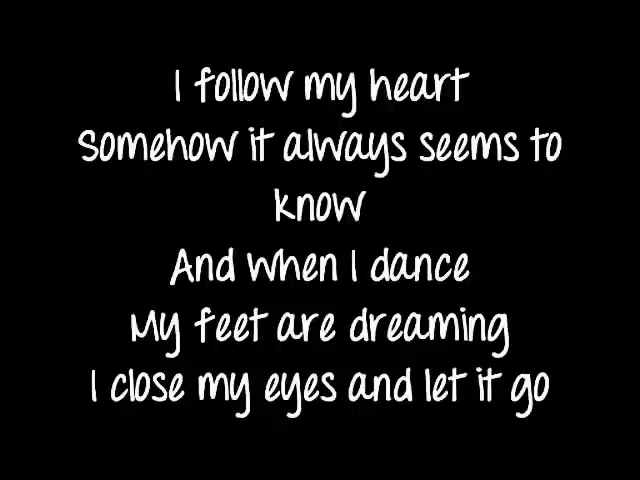 I follow my heart
Somehow it always seems to
know
And when I dance
My feet are dreaming
I close my eyes and let it go